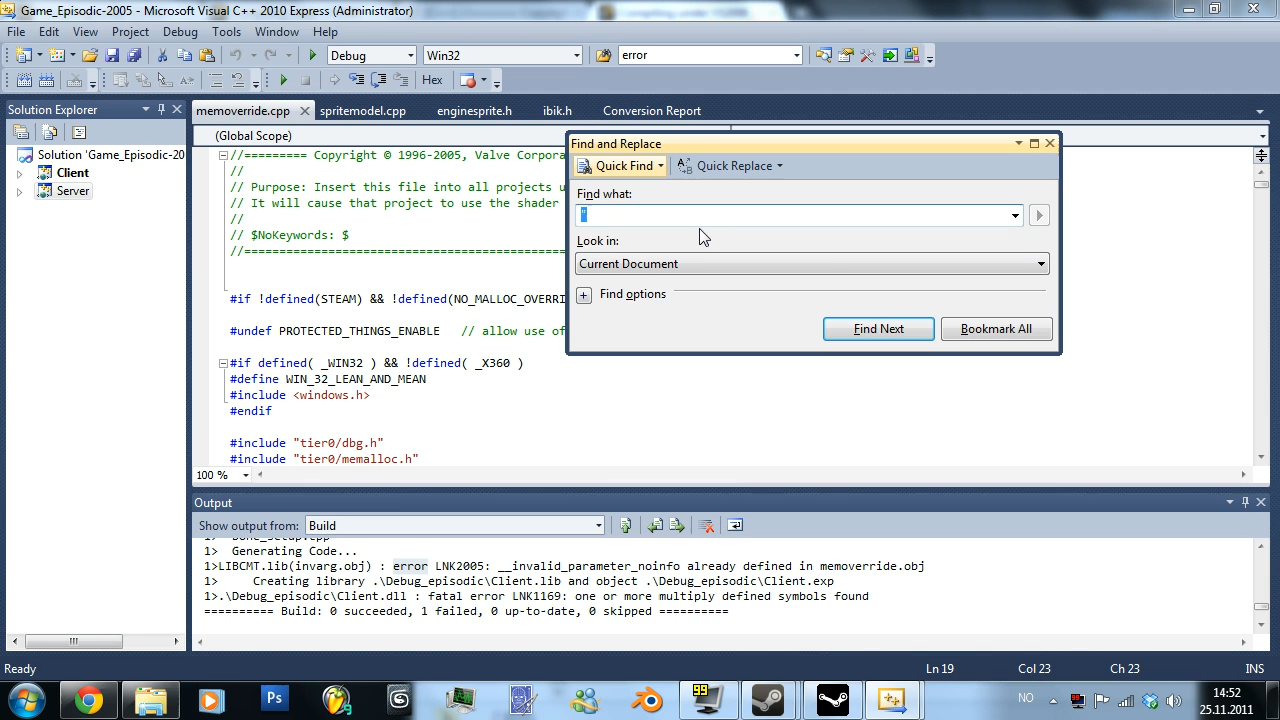 Game_Episodic-2005 - Microsoft Visual C++ 2010 Express (Administrator)
File Edit View Project Debug Tools Window Help
Debug Win32 error
Hex
Solution Explorer
memoverride.cpp spritemodel.cpp enginesprite.h ibik.h Conversion Report
(Global Scope)
Solution 'Game_Episodic-20
Client
Server
//========= Copyright © 1996-2005, Valve Corpora
//
// Purpose: Insert this file into all projects u
// It will cause that project to use the shader
//
// $NoKeywords: $
//=============================================
#if !defined(STEAM) && !defined(NO_MALLOC_OVERRI
#undef PROTECTED_THINGS_ENABLE // allow use of
#if defined( _WIN32 ) && !defined( _X360 )
#define WIN_32_LEAN_AND_MEAN
#include <windows.h>
#endif
#include "tier0/dbg.h"
#include "tier0/memalloc.h"
100 %
Find and Replace
Quick Find Quick Replace
Find what:
"
Look in:
Current Document
Find options
Find Next Bookmark All
Output
Show output from: Build
1> Generating Code...
1>LIBCMT.lib(invarg.obj) : error LNK2005: __invalid_parameter_noinfo already defined in memoverride.obj
1> Creating library .\Debug_episodic\Client.lib and object .\Debug_episodic\Client.exp
1>.\Debug_episodic\Client.dll : fatal error LNK1169: one or more multiply defined symbols found
========== Build: 0 succeeded, 1 failed, 0 up-to-date, 0 skipped ==========
Ready Ln 19 Col 23 Ch 23 INS
Ps 99 NO 99 14:52
25.11.2011